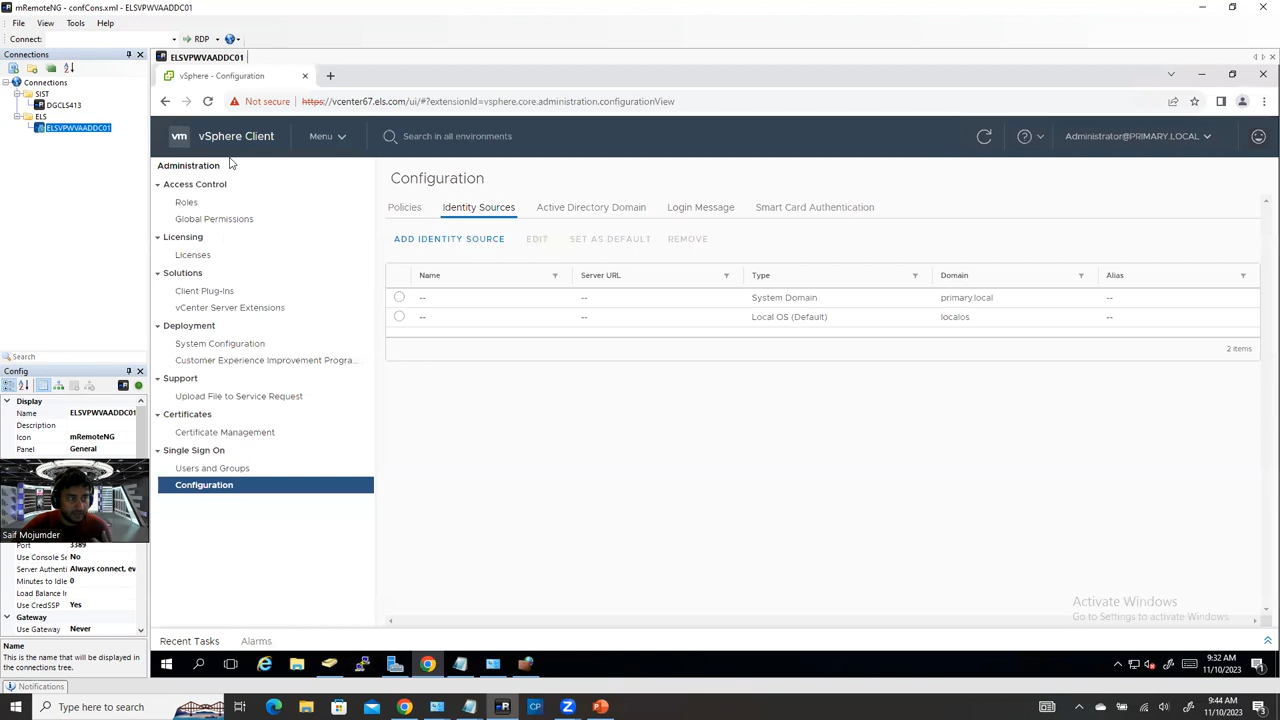 mRemoteNG - confCons.xml - ELSVPWVAADDC01
File View Tools Help
Connect: RDP
Connections
Connections
SIST
DGCLS413
ELS
ELSVPWVAADDC01
Search
Config
Display
Name ELSVPWVAADDC01
Description
Icon mRemoteNG
Panel General
Saif Mojumder
Port 3389
Use Console Se No
Server Authenti Always connect, ev
Minutes to Idle 0
Load Balance Ir
Use CredSSP Yes
Gateway
Use Gateway Never
Name
This is the name that will be displayed in the connections tree.
Notifications
ELSVPWVAADDC01
vSphere - Configuration
Not secure https://vcenter67.els.com/ui/#?extensionId=vsphere.core.administration.configurationView
vm vSphere Client Menu Search in all environments Administrator@PRIMARY.LOCAL
Administration
Access Control
Roles
Global Permissions
Licensing
Licenses
Solutions
Client Plug-Ins
vCenter Server Extensions
Deployment
System Configuration
Customer Experience Improvement Progra...
Support
Upload File to Service Request
Certificates
Certificate Management
Single Sign On
Users and Groups
Configuration
Configuration
Policies Identity Sources Active Directory Domain Login Message Smart Card Authentication
ADD IDENTITY SOURCE EDIT SET AS DEFAULT REMOVE
Name Server URL Type Domain Alias
-- -- System Domain primary.local --
-- -- Local OS (Default) localos --
2 items
Activate Windows
Go to Settings to activate Windows.
Recent Tasks Alarms
9:32 AM
11/10/2023
Type here to search
9:44 AM
11/10/2023